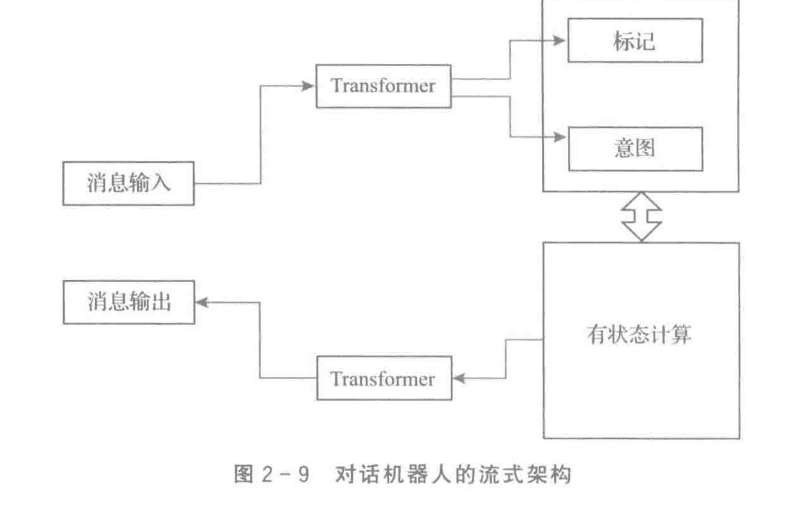 标记
Transformer
意图
消息输入
消息输出
有状态计算
Transformer
图 2-9 对话机器人的流式架构